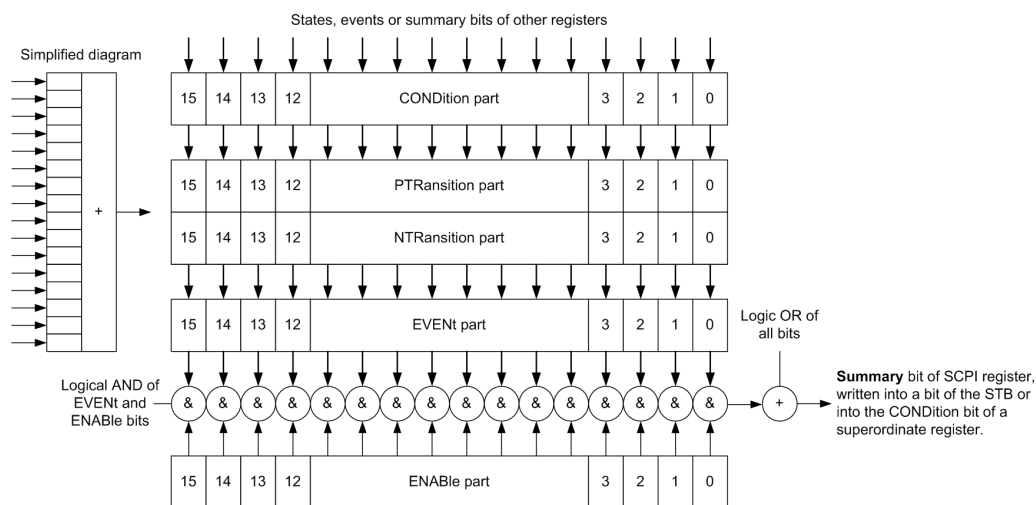 States, events or summary bits of other registers
Simplified diagram
15 14 13 12 CONDition part 3 2 1 0
15 14 13 12 PTRansition part 3 2 1 0
+
15 14 13 12 NTRansition part 3 2 1 0
15 14 13 12 EVENt part 3 2 1 0
Logic OR of
all bits
Logical AND of
EVENt and
ENABle bits
& & & & & & & & & & & & & & & &
+
Summary bit of SCPI register,
written into a bit of the STB or
into the CONDition bit of a
superordinate register.
15 14 13 12 ENABle part 3 2 1 0